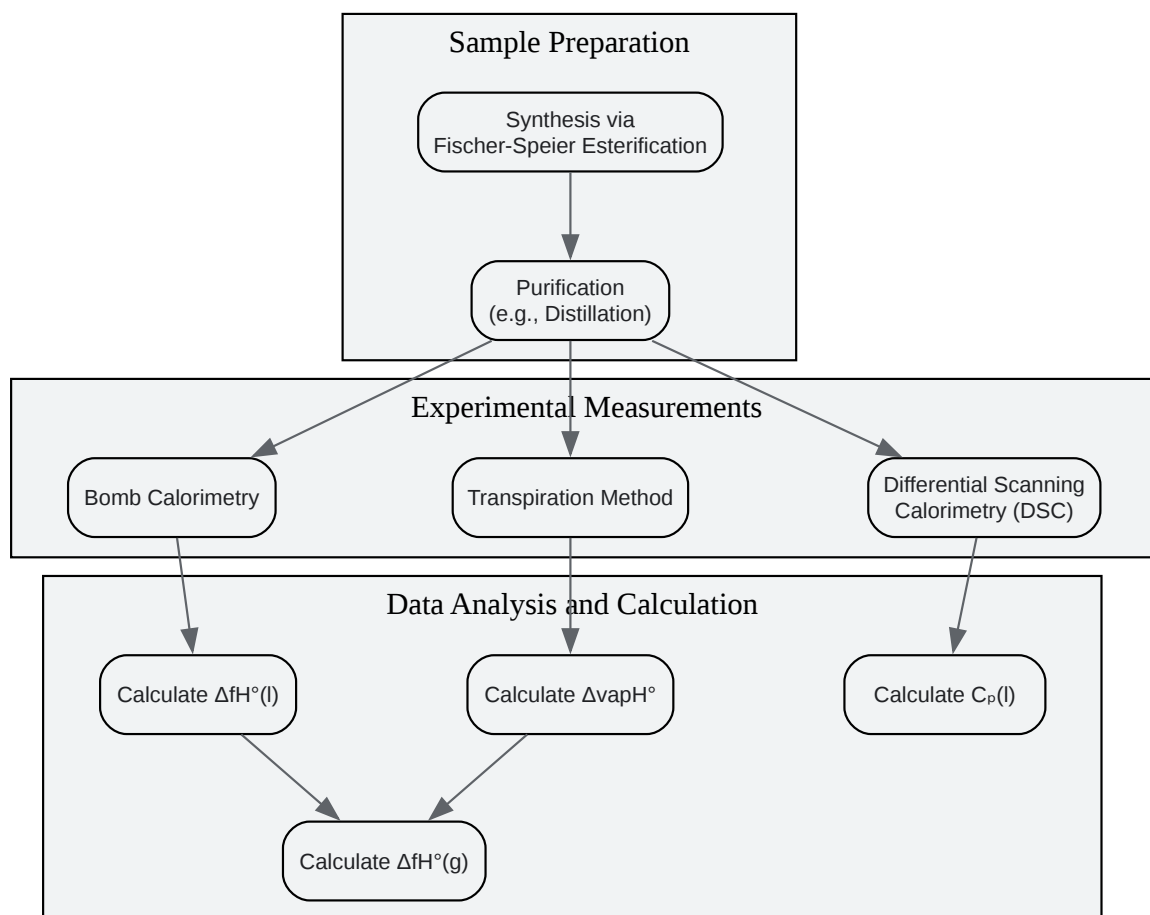 Sample Preparation
Synthesis via
Fischer-Speier Esterification
Purification
(e.g., Distillation)
Experimental Measurements
Bomb Calorimetry
Transpiration Method
Differential Scanning
Calorimetry (DSC)
Data Analysis and Calculation
Calculate ΔfH°(l)
Calculate ΔvapH°
Calculate Cₚ(l)
Calculate ΔfH°(g)